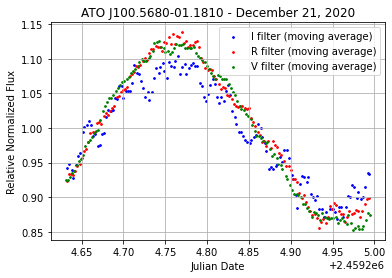 ATO J100.5680-01.1810 - December 21, 2020
Relative Normalized Flux
1.15
1.10
1.05
1.00
0.95
0.90
0.85
I filter (moving average)
R filter (moving average)
V filter (moving average)
4.65 4.70 4.75 4.80 4.85 4.90 4.95 5.00
+2.4592e6
Julian Date